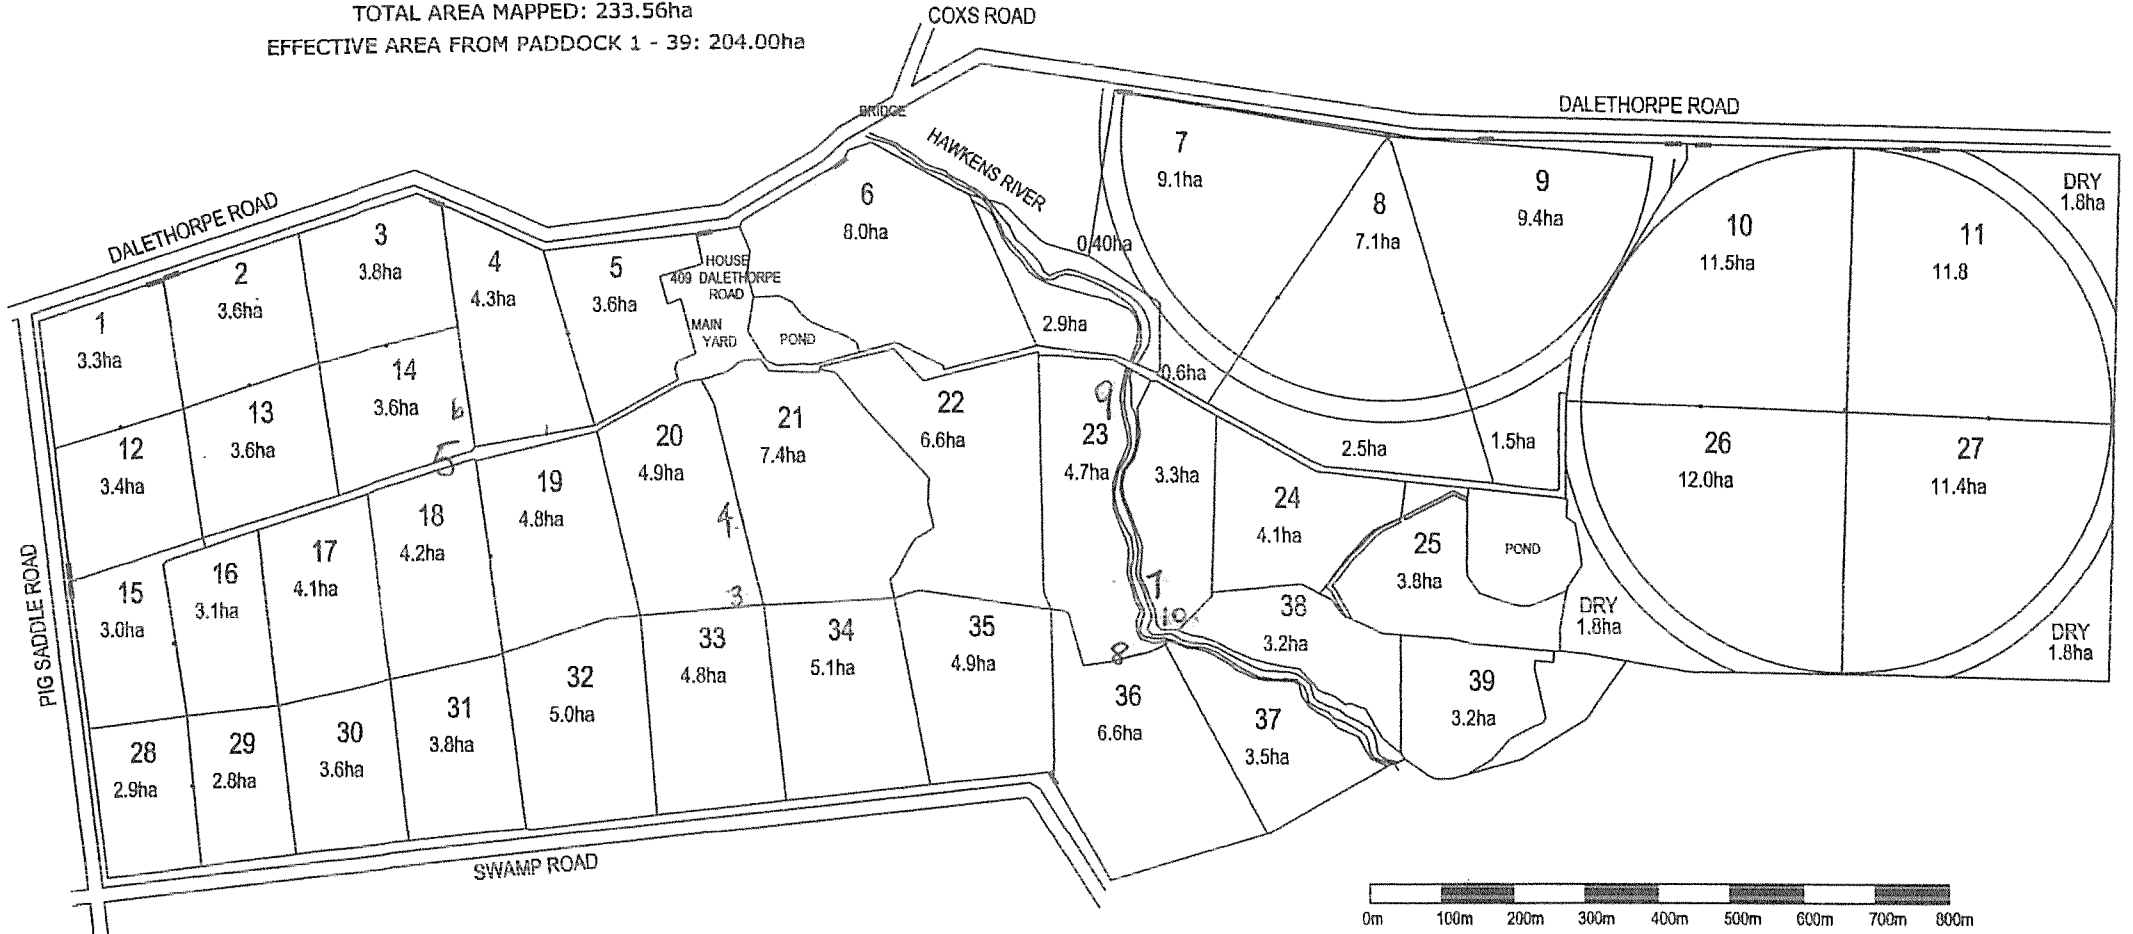 TOTAL AREA MAPPED: 233.56ha
EFFECTIVE AREA FROM PADDOCK 1 - 39: 204.00ha
COXS ROAD
BRIDGE
DALETHORPE ROAD
HAWKENS RIVER
DALETHORPE ROAD
1
3.3ha
2
3.6ha
3
3.8ha
4
4.3ha
5
3.6ha
HOUSE
409 DALETHORPE
ROAD
MAIN
YARD
POND
6
8.0ha
0.40ha
2.9ha
0.6ha
7
9.1ha
8
7.1ha
9
9.4ha
10
11.5ha
11
11.8
DRY
1.8ha
12
3.4ha
13
3.6ha
14
3.6ha
6
5
15
3.0ha
16
3.1ha
17
4.1ha
18
4.2ha
19
4.8ha
20
4.9ha
21
7.4ha
4
3
22
6.6ha
23
4.7ha
9
3.3ha
7
10
8
24
4.1ha
2.5ha
1.5ha
25
3.8ha
POND
26
12.0ha
27
11.4ha
DRY
1.8ha
DRY
1.8ha
PIG SADDLE ROAD
28
2.9ha
29
2.8ha
30
3.6ha
31
3.8ha
32
5.0ha
33
4.8ha
34
5.1ha
35
4.9ha
36
6.6ha
37
3.5ha
38
3.2ha
39
3.2ha
SWAMP ROAD
0m 100m 200m 300m 400m 500m 600m 700m 800m